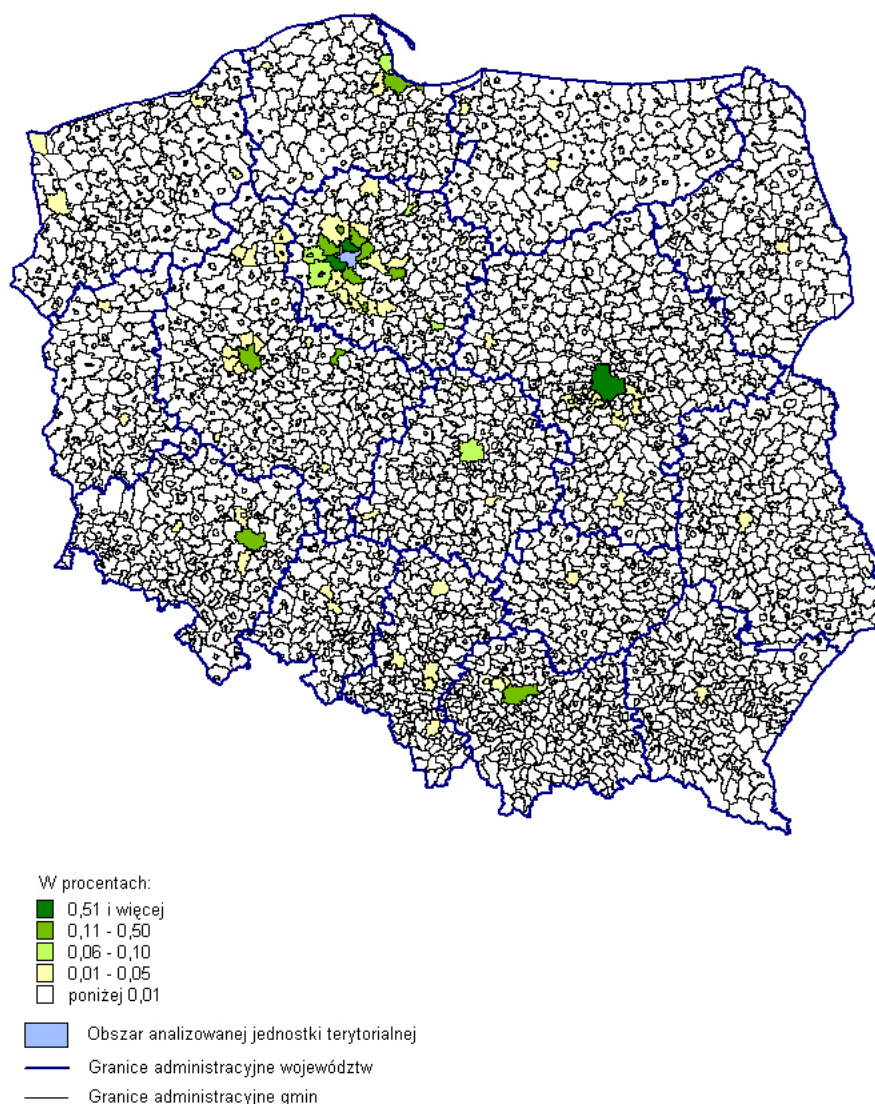 W procentach:
0,51 i więcej
0,11 - 0,50
0,06 - 0,10
0,01 - 0,05
poniżej 0,01
Obszar analizowanej jednostki terytorialnej
Granice administracyjne województw
Granice administracyjne gmin